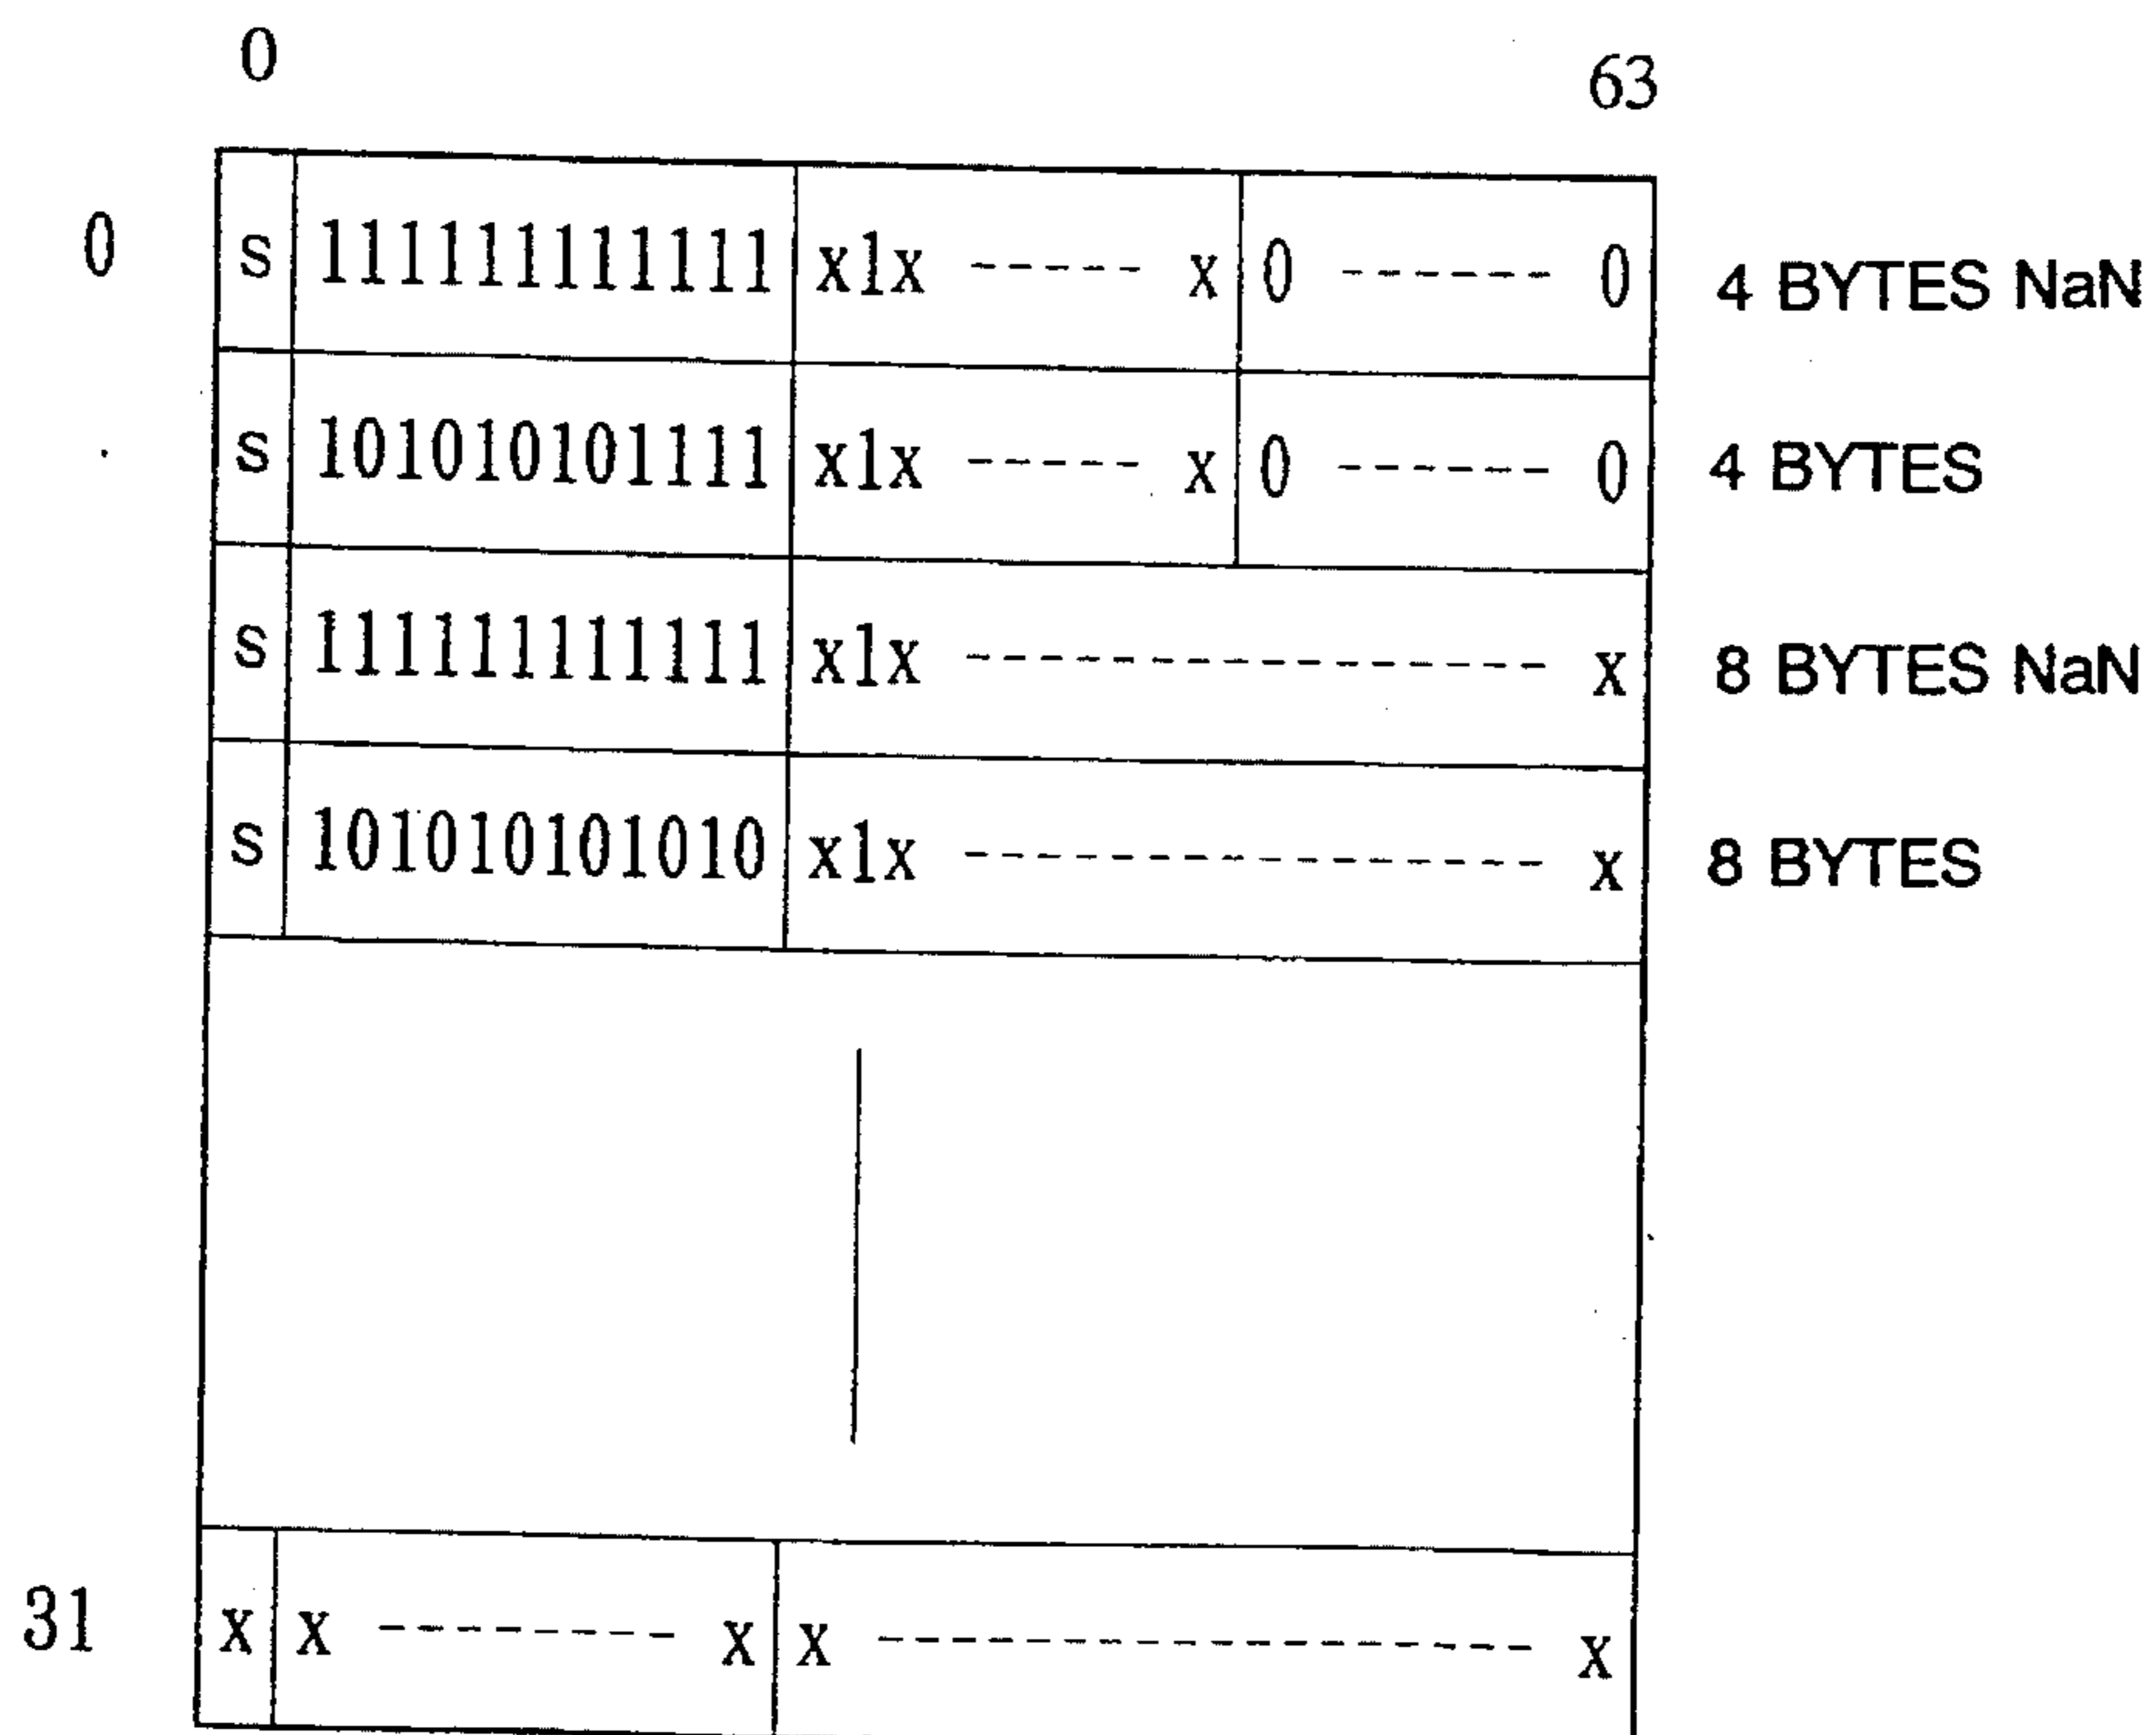 0 63
0 s 111111111111 x1x ----- x 0 ------ 0 4 BYTES NaN
s 101010101111 x1x ----- x 0 ------ 0 4 BYTES
s 111111111111 x1x ---------------- x 8 BYTES NaN
s 101010101010 x1x ---------------- x 8 BYTES
31 x x -------- x x ------------------ x